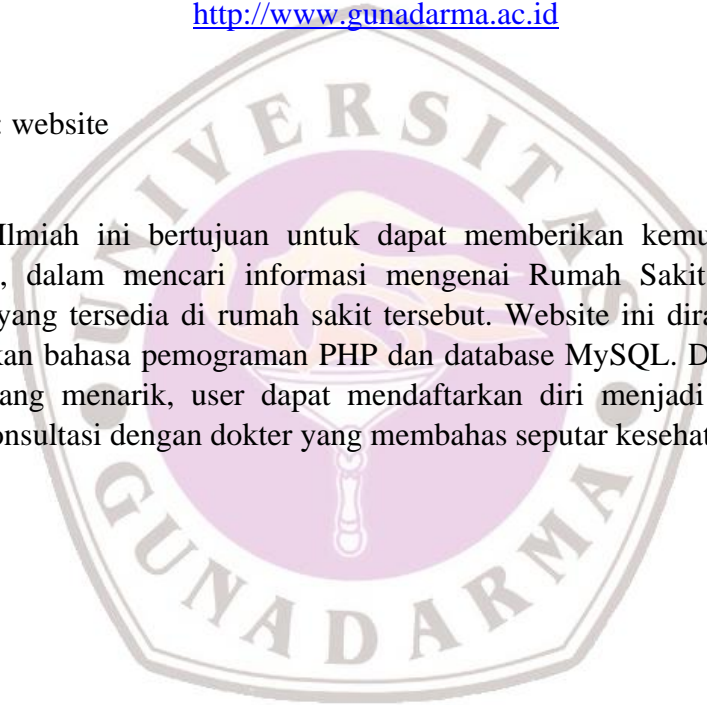 http://www.gunadarma.ac.id
: website
Ilmiah ini bertujuan untuk dapat memberikan kemu
, dalam mencari informasi mengenai Rumah Sakit
yang tersedia di rumah sakit tersebut. Website ini dira
kan bahasa pemograman PHP dan database MySQL. D
ang menarik, user dapat mendaftarkan diri menjadi
onsultasi dengan dokter yang membahas seputar kesehat
UNIVERSITAS
GUNADARMA